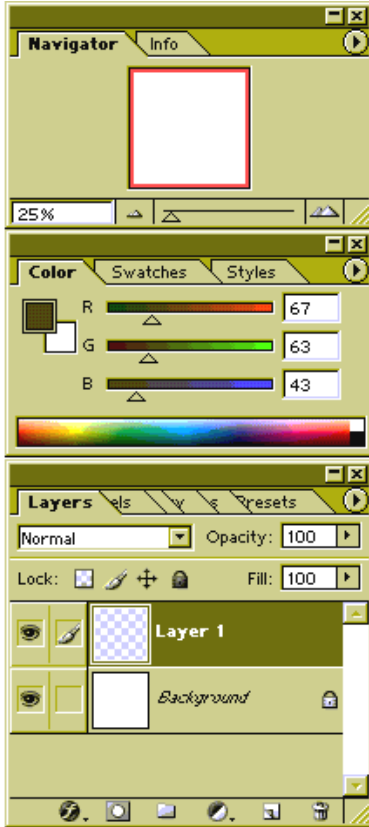 Navigator Info
25%
Color Swatches Styles
R 67
G 63
B 43
Layers els Presets
Normal Opacity: 100
Lock: Fill: 100
Layer 1
Background